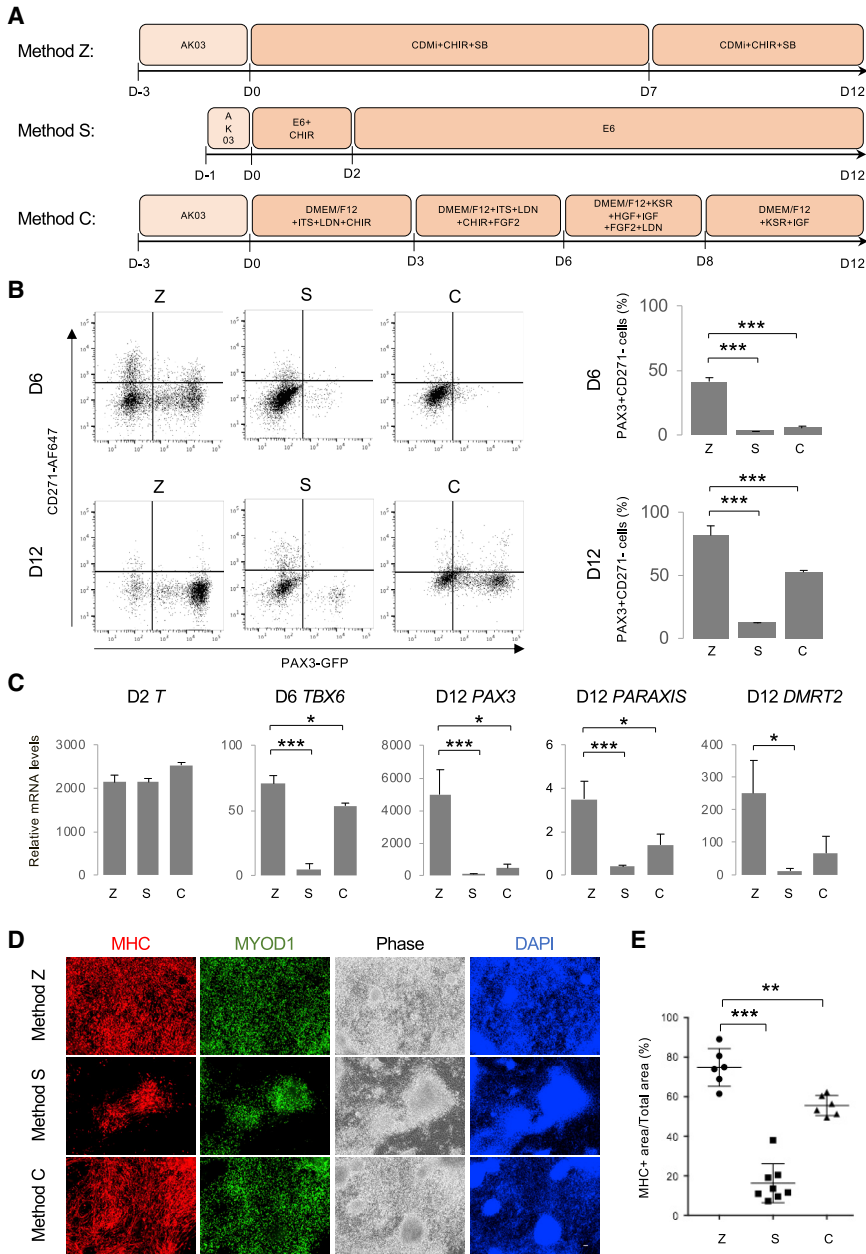 A
Method Z:
AK03
CDMi+CHIR+SB
CDMi+CHIR+SB
D-3
D0
D7
D12
Method S:
A
K
03
E6+
CHIR
E6
D-1
D0
D2
D12
Method C:
AK03
DMEM/F12
+ITS+LDN+CHIR
DMEM/F12+ITS+LDN
+CHIR+FGF2
DMEM/F12+KSR
+HGF+IGF
+FGF2+LDN
DMEM/F12
+KSR+IGF
D-3
D0
D3
D6
D8
D12
B
Z
S
C
D6
CD271-AF647
Z
S
C
D12
PAX3-GFP
D6
PAX3+CD271- cells (%)
100
50
0
***
***
Z
S
C
D12
PAX3+CD271- cells (%)
100
50
0
***
***
Z
S
C
C
D2 T
D6 TBX6
D12 PAX3
D12 PARAXIS
D12 DMRT2
Relative mRNA levels
3000
2000
1000
0
Z
S
C
100
50
0
*
***
Z
S
C
8000
6000
4000
2000
0
*
***
Z
S
C
6
4
2
0
*
***
Z
S
C
400
300
200
100
0
*
Z
S
C
D
MHC
MYOD1
Phase
DAPI
Method Z
Method S
Method C
E
MHC+ area/Total area (%)
100
80
60
40
20
0
**
***
Z
S
C